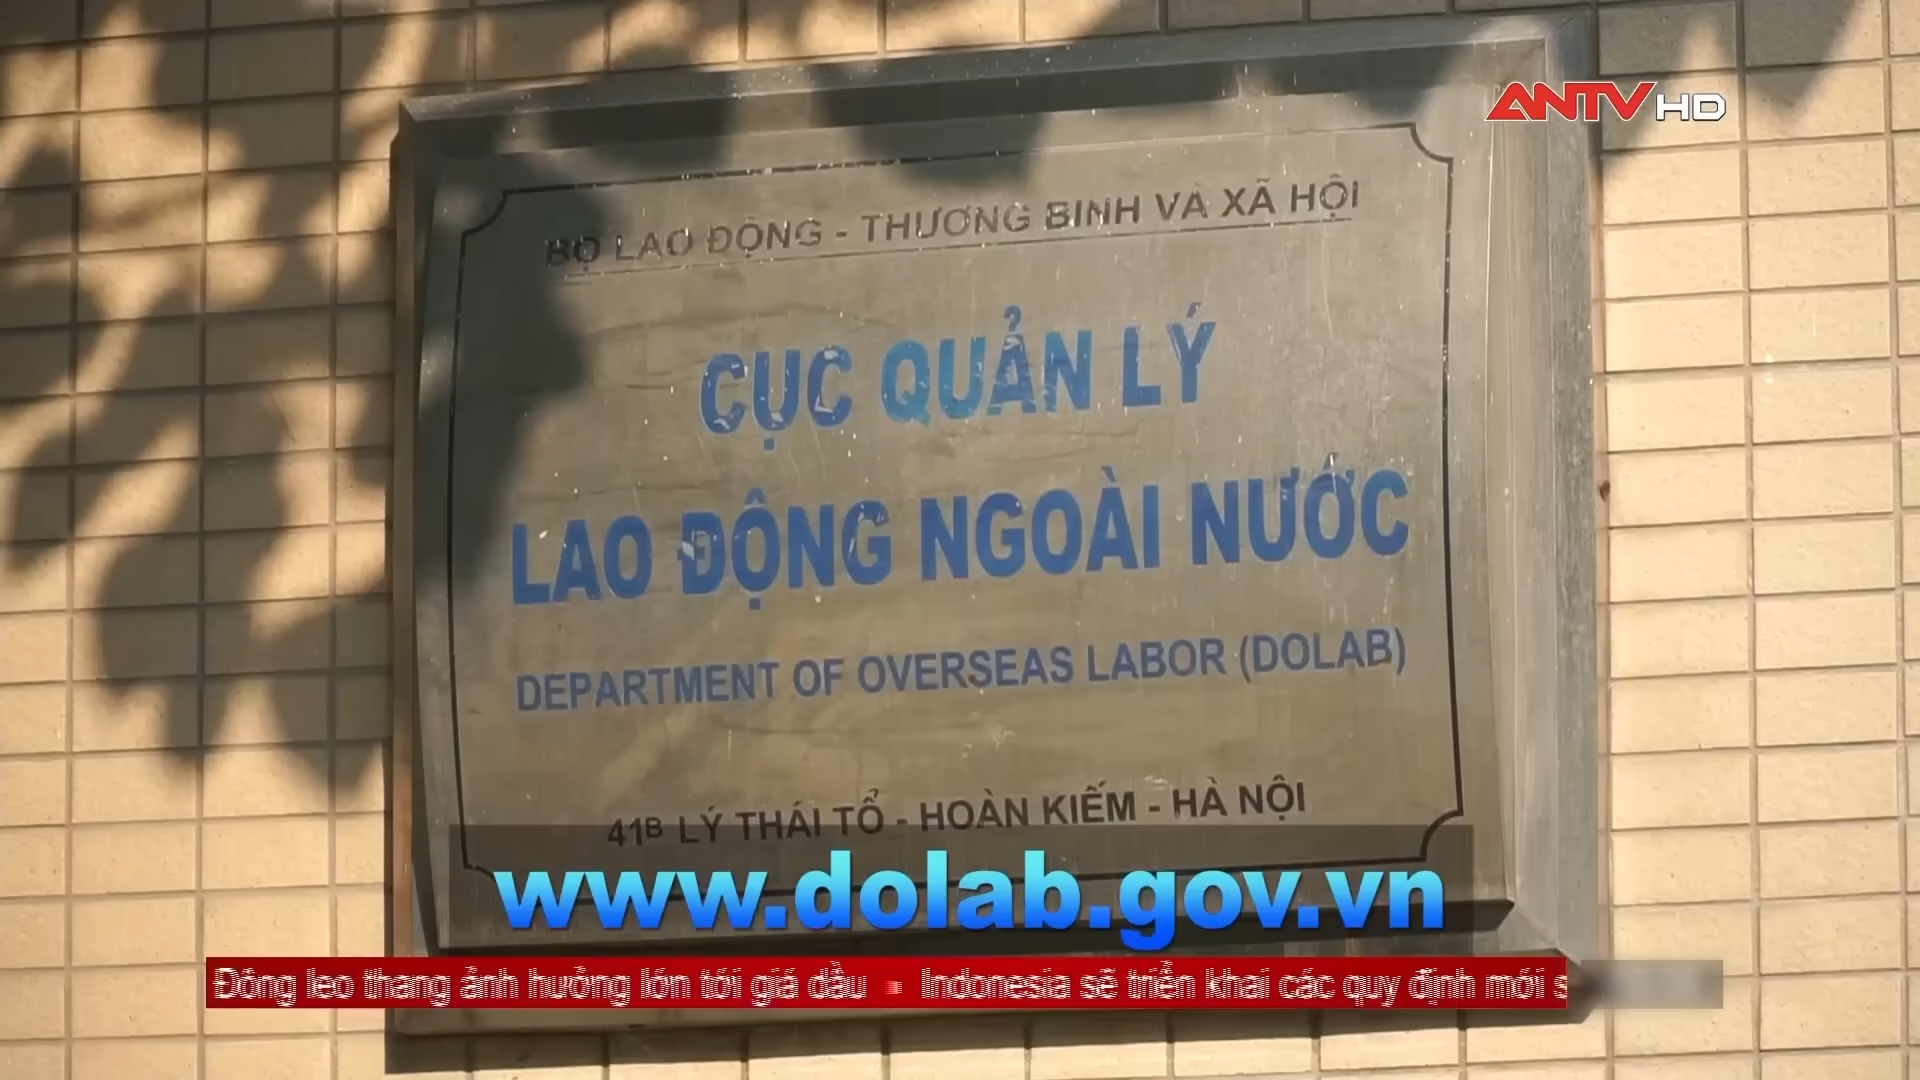 ANTV HD
BỘ LAO ĐỘNG - THƯƠNG BINH VÀ XÃ HỘI
CỤC QUẢN LÝ
LAO ĐỘNG NGOÀI NƯỚC
DEPARTMENT OF OVERSEAS LABOR (DOLAB)
41B LÝ THÁI TỔ - HOÀN KIẾM - HÀ NỘI
www.dolab.gov.vn
Đông leo thang ảnh hưởng lớn tới giá dầu ▪ Indonesia sẽ triển khai các quy định mới s